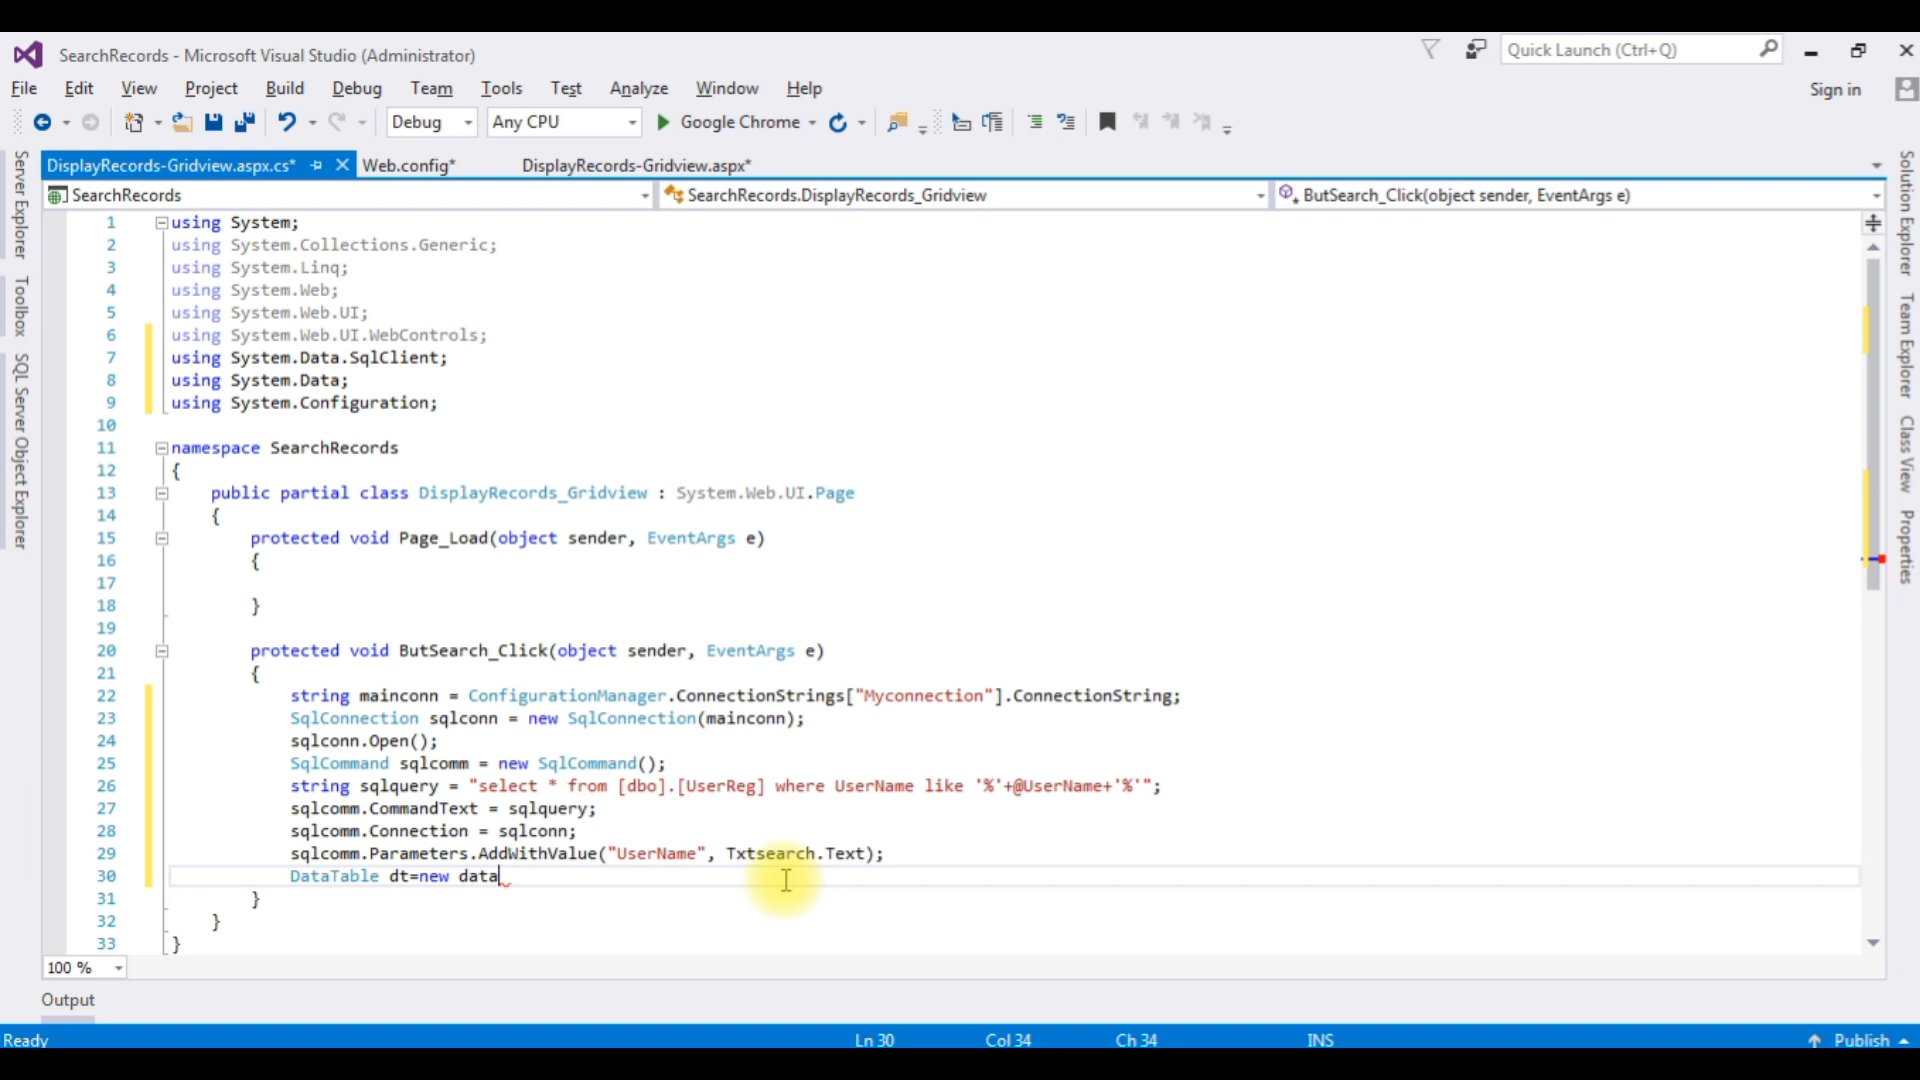 SearchRecords - Microsoft Visual Studio (Administrator)
Quick Launch (Ctrl+Q)
File Edit View Project Build Debug Team Tools Test Analyze Window Help
Sign in
Debug Any CPU Google Chrome
DisplayRecords-Gridview.aspx.cs* Web.config* DisplayRecords-Gridview.aspx*
SearchRecords SearchRecords.DisplayRecords_Gridview ButSearch_Click(object sender, EventArgs e)
Server Explorer
Toolbox
SQL Server Object Explorer
1 using System;
2 using System.Collections.Generic;
3 using System.Linq;
4 using System.Web;
5 using System.Web.UI;
6 using System.Web.UI.WebControls;
7 using System.Data.SqlClient;
8 using System.Data;
9 using System.Configuration;
10
11 namespace SearchRecords
12 {
13 public partial class DisplayRecords_Gridview : System.Web.UI.Page
14 {
15 protected void Page_Load(object sender, EventArgs e)
16 {
17
18 }
19
20 protected void ButSearch_Click(object sender, EventArgs e)
21 {
22 string mainconn = ConfigurationManager.ConnectionStrings["Myconnection"].ConnectionString;
23 SqlConnection sqlconn = new SqlConnection(mainconn);
24 sqlconn.Open();
25 SqlCommand sqlcomm = new SqlCommand();
26 string sqlquery = "select * from [dbo].[UserReg] where UserName like '%'+@UserName+'%'";
27 sqlcomm.CommandText = sqlquery;
28 sqlcomm.Connection = sqlconn;
29 sqlcomm.Parameters.AddWithValue("UserName", Txtsearch.Text);
30 DataTable dt=new data
31 }
32 }
33 }
Solution Explorer
Team Explorer
Class View
Properties
100 %
Output
Ready Ln 30 Col 34 Ch 34 INS Publish